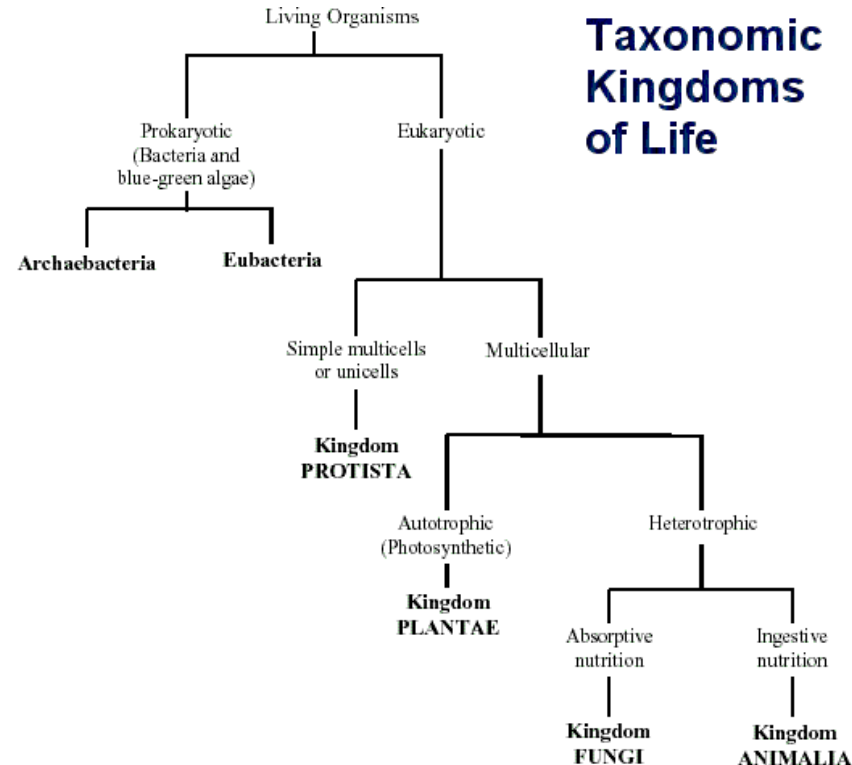 Living Organisms
Taxonomic
Kingdoms
of Life
Prokaryotic
(Bacteria and
blue-green algae)
Eukaryotic
Archaebacteria
Eubacteria
Simple multicells
or unicells
Multicellular
Kingdom
PROTISTA
Autotrophic
(Photosynthetic)
Heterotrophic
Kingdom
PLANTAE
Absorptive
nutrition
Ingestive
nutrition
Kingdom
FUNGI
Kingdom
ANIMALIA